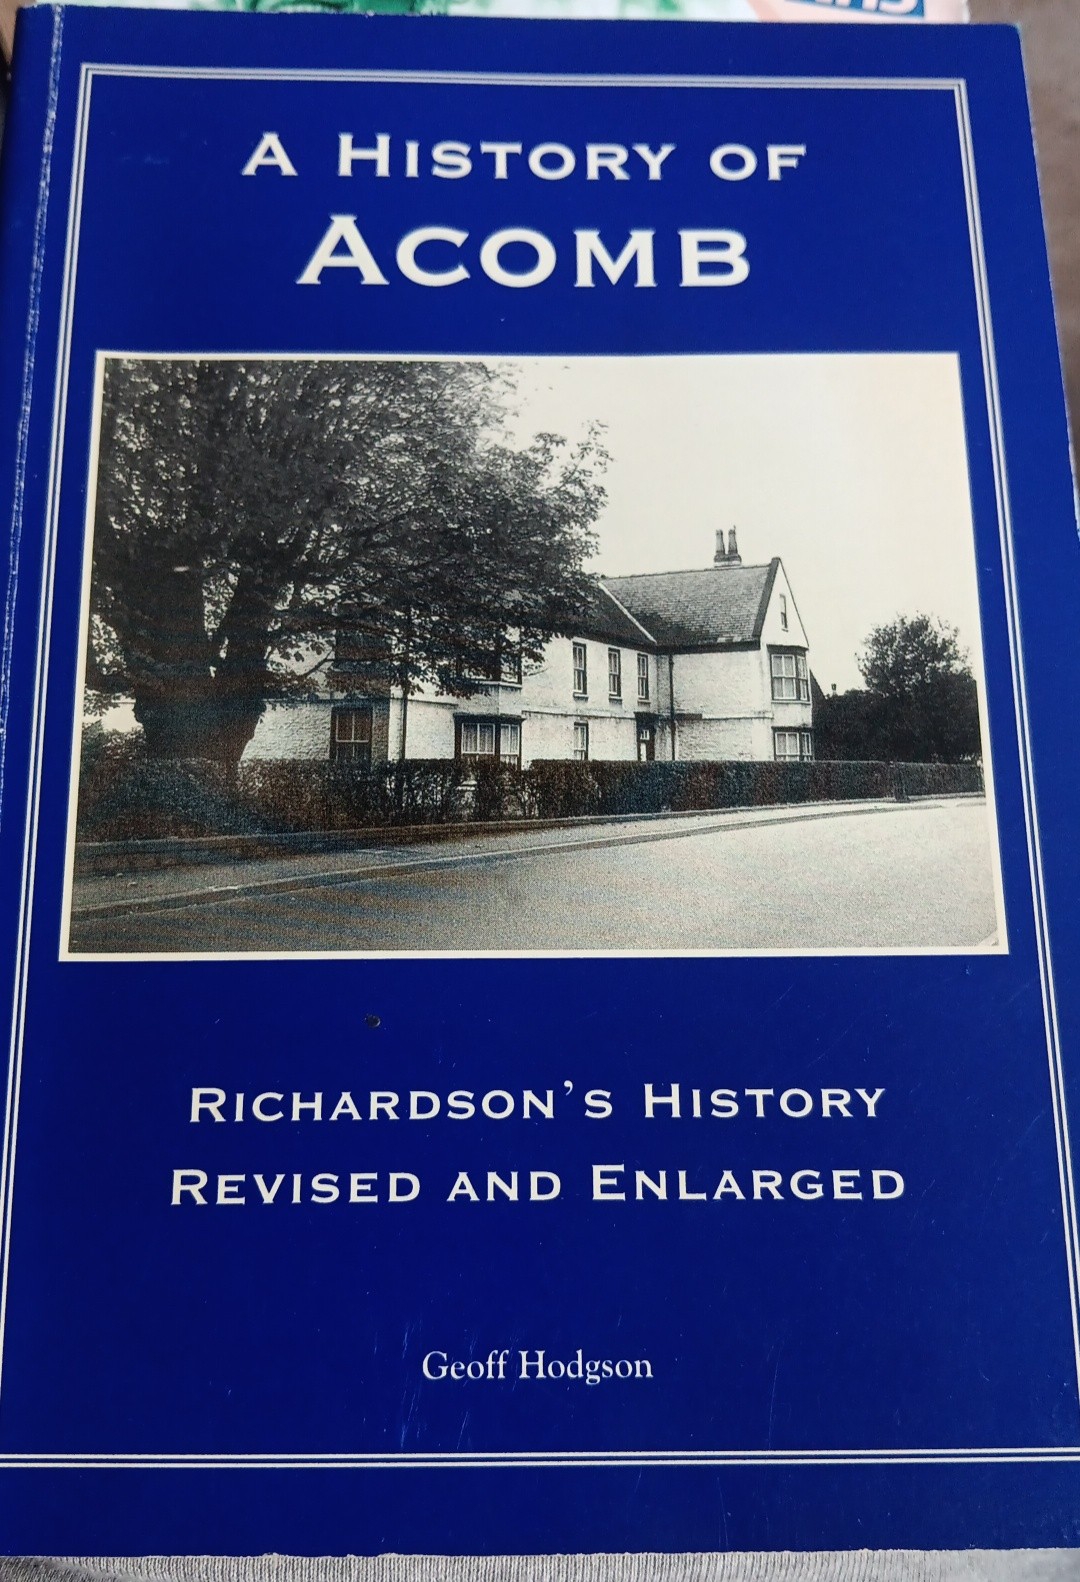 A HISTORY OF
ACOMB
RICHARDSON'S HISTORY
REVISED AND ENLARGED
Geoff Hodgson